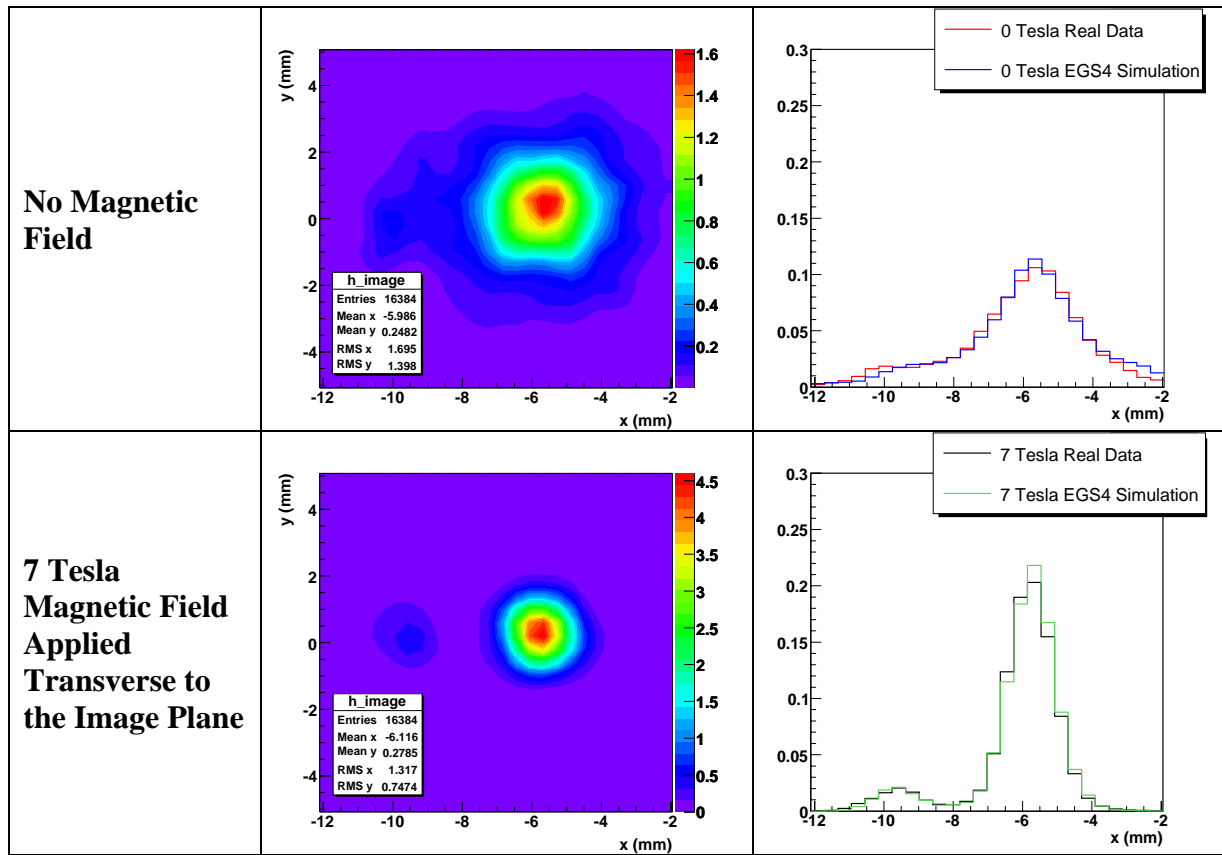 No Magnetic
Field
y (mm)
4
2
0
-2
-4
-12 -10 -8 -6 -4 -2
x (mm)
1.6
1.4
1.2
1
0.8
0.6
0.4
0.2
h_image
Entries 16384
Mean x -5.986
Mean y 0.2482
RMS x 1.695
RMS y 1.398
0 Tesla Real Data
0 Tesla EGS4 Simulation
0.3
0.25
0.2
0.15
0.1
0.05
0
-12 -10 -8 -6 -4 -2
x (mm)
7 Tesla
Magnetic Field
Applied
Transverse to
the Image Plane
y (mm)
4
2
0
-2
-4
-12 -10 -8 -6 -4 -2
x (mm)
4.5
4
3.5
3
2.5
2
1.5
1
0.5
0
h_image
Entries 16384
Mean x -6.116
Mean y 0.2785
RMS x 1.317
RMS y 0.7474
7 Tesla Real Data
7 Tesla EGS4 Simulation
0.3
0.25
0.2
0.15
0.1
0.05
0
-12 -10 -8 -6 -4 -2
x (mm)